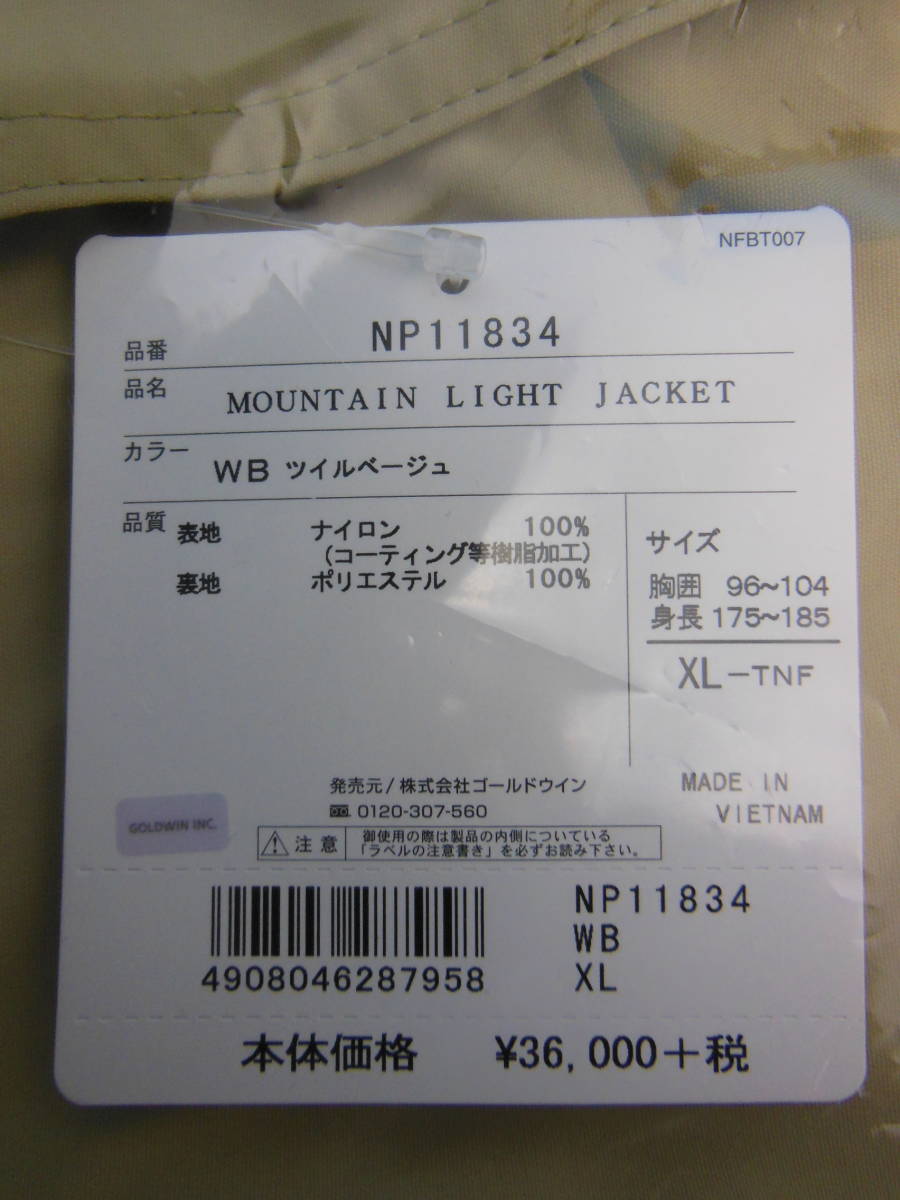 NFBT007
品番 NP11834
品名 MOUNTAIN LIGHT JACKET
カラー WB ツイルベージュ
品質 表地 ナイロン 100%
(コーティング等樹脂加工)
裏地 ポリエステル 100%
サイズ
胸囲 96~104
身長 175~185
XL-TNF
発売元/株式会社ゴールドウイン
0120-307-560
MADE IN
VIETNAM
GOLDWIN INC.
注意 御使用の際は製品の内側についている
「ラベルの注意書き」を必ずお読み下さい。
4908046287958
NP11834
WB
XL
本体価格 ¥36,000+税